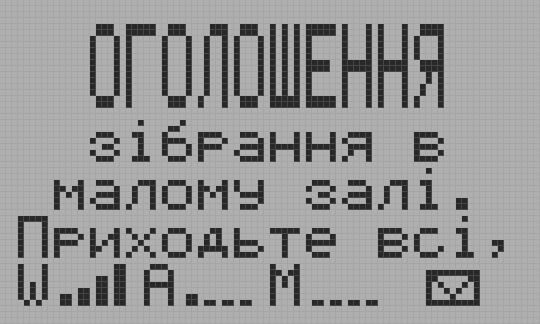 ОГОЛОШЕННЯ
зібрання в
малому залі.
Приходьте всі,
W A M